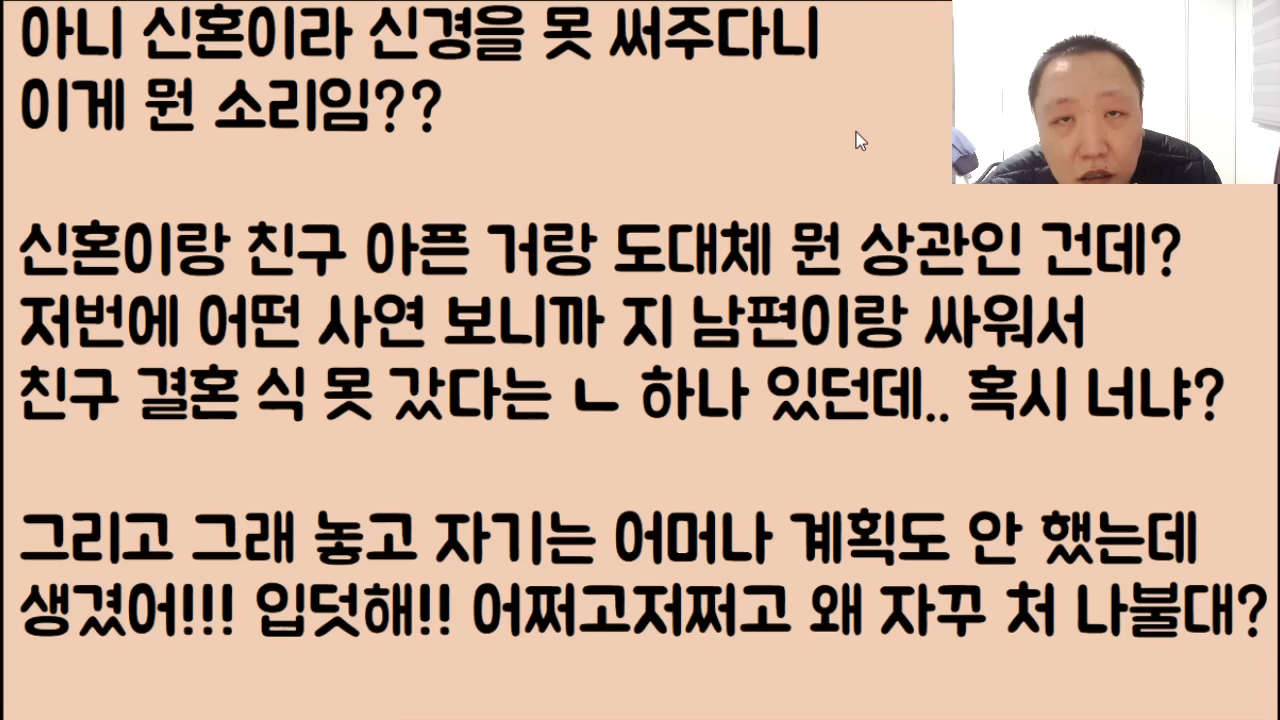 아니 신혼이라 신경을 못 써주다니
이게 뭔 소리임??
신혼이랑 친구 아픈 거랑 도대체 뭔 상관인 건데?
저번에 어떤 사연 보니까 지 남편이랑 싸워서
친구 결혼 식 못 갔다는 ㄴ 하나 있던데.. 혹시 너냐?
그리고 그래 놓고 자기는 어머나 계획도 안 했는데
생겼어!!! 입덧해!! 어쩌고저쩌고 왜 자꾸 처 나불대?